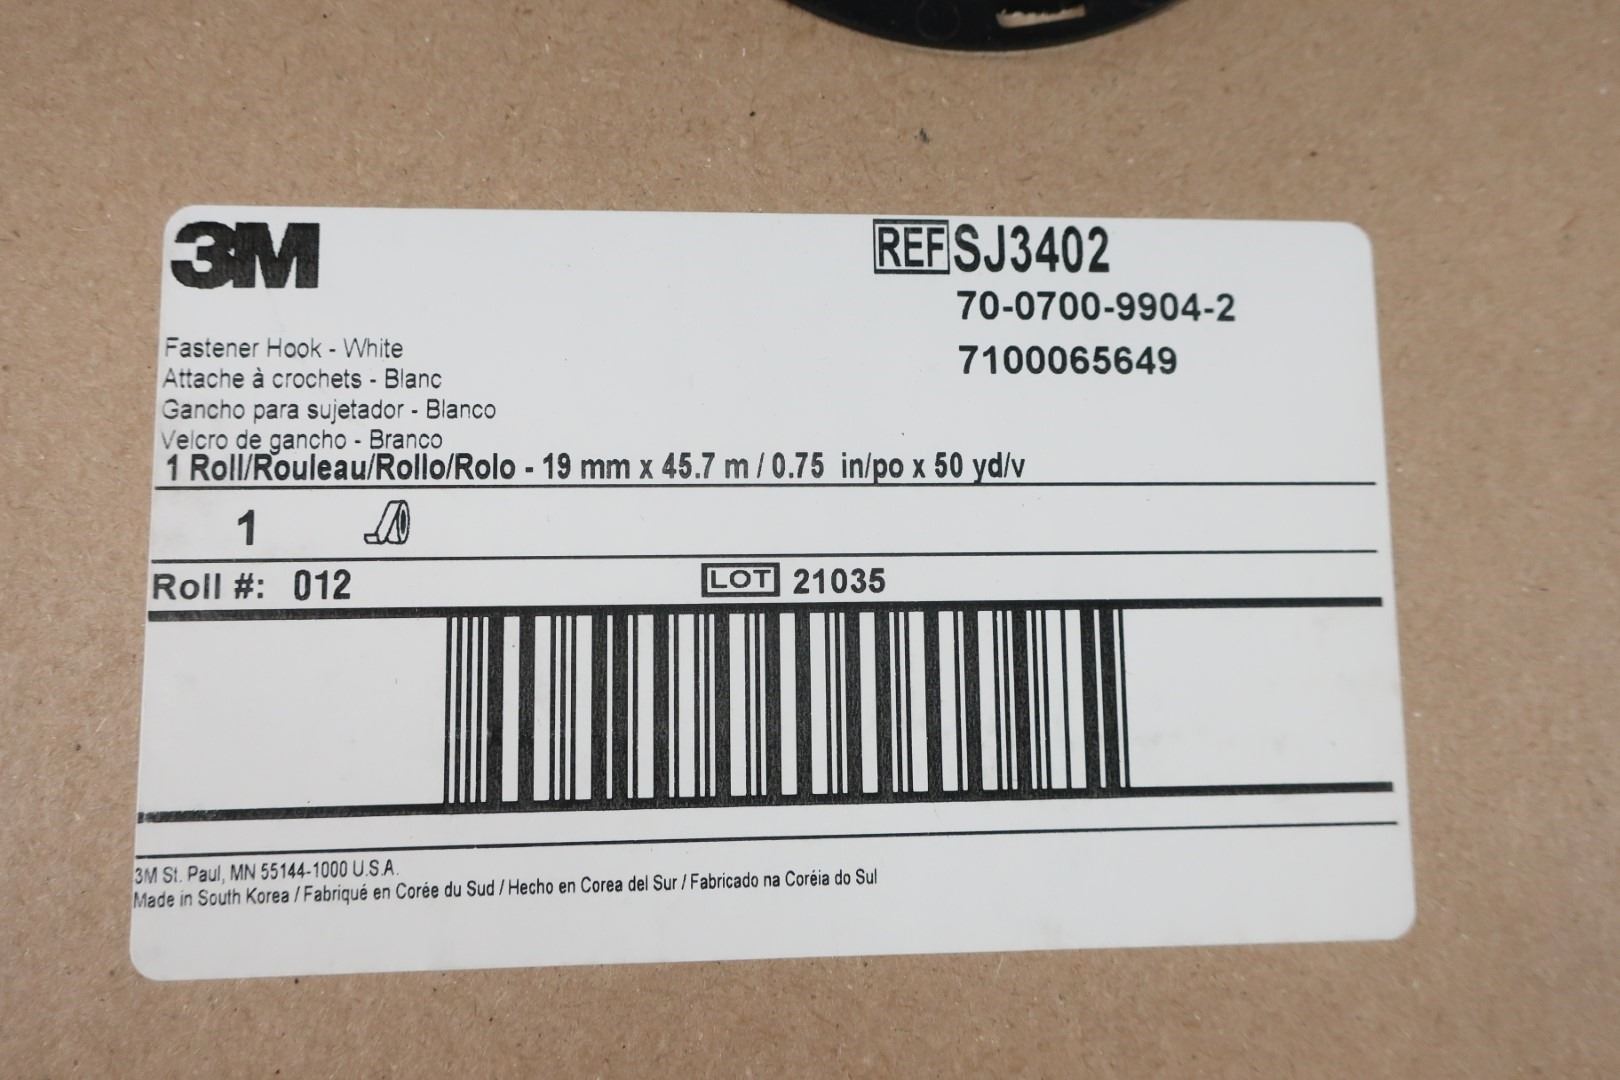 3M
REF SJ3402
70-0700-9904-2
7100065649
Fastener Hook - White
Attache à crochets - Blanc
Gancho para sujetador - Blanco
Velcro de gancho - Branco
1 Roll/Rouleau/Rollo/Rolo - 19 mm x 45.7 m / 0.75 in/po x 50 yd/v
1
Roll #: 012
LOT 21035
3M St. Paul, MN 55144-1000 U.S.A.
Made in South Korea / Fabriqué en Corée du Sud / Hecho en Corea del Sur / Fabricado na Coréia do Sul